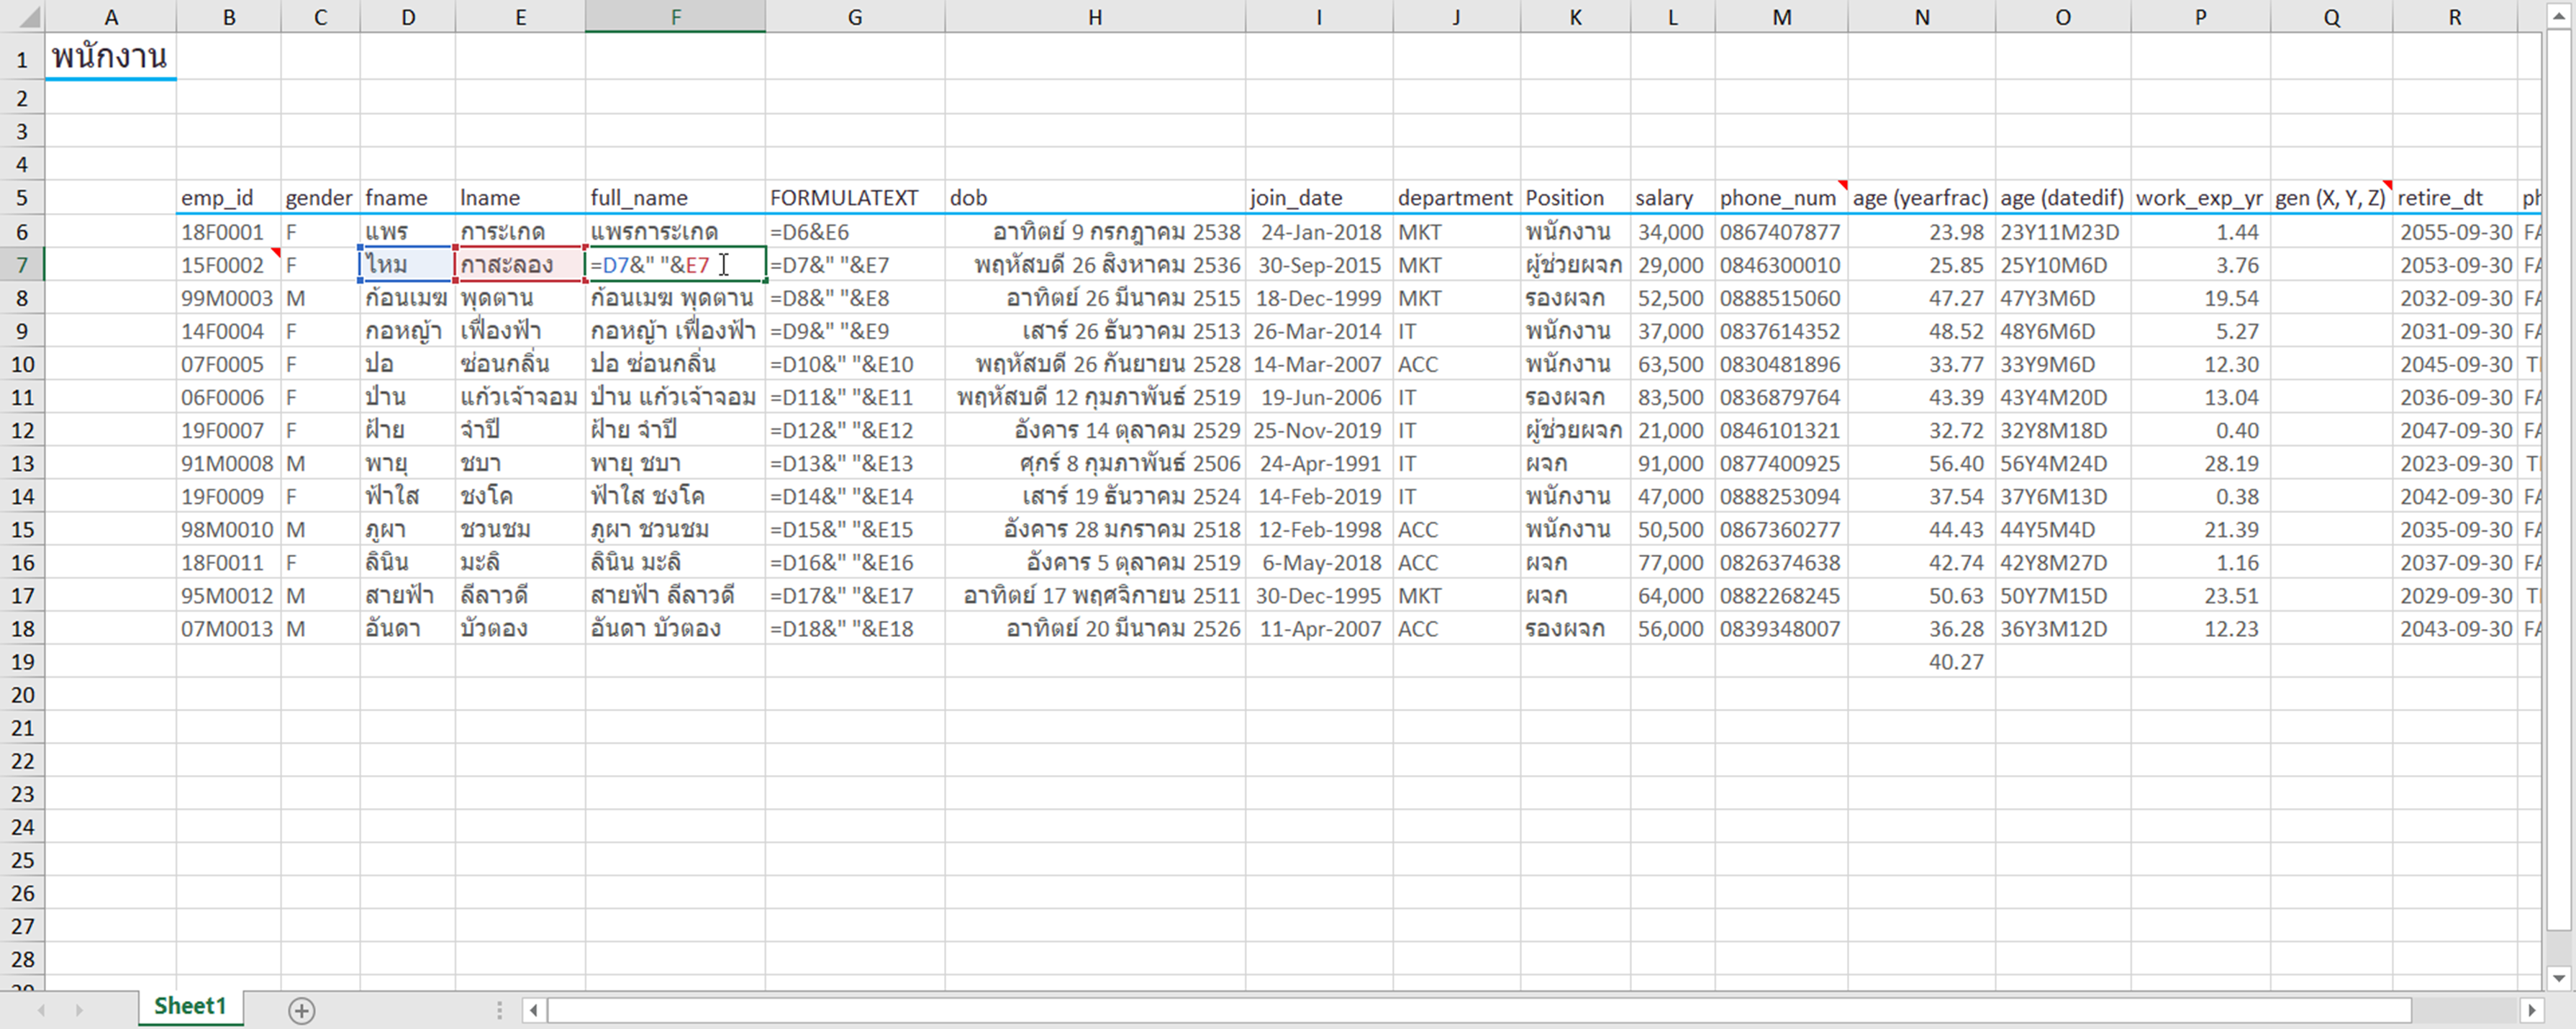 A B C D E F G H I J K L M N O P Q R
1 พนักงาน
2
3
4
5 emp_id gender fname lname full_name FORMULATEXT dob join_date department Position salary phone_num age (yearfrac) age (datedif) work_exp_yr gen (X, Y, Z) retire_dt
6 18F0001 F แพร การะเกด แพรการะเกด =D6&E6 อาทิตย์ 9 กรกฎาคม 2538 24-Jan-2018 MKT พนักงาน 34,000 0867407877 23.98 23Y11M23D 1.44 2055-09-30
7 15F0002 F ไหม กาสะลอง =D7&" "&E7 =D7&" "&E7 พฤหัสบดี 26 สิงหาคม 2536 30-Sep-2015 MKT ผู้ช่วยผจก 29,000 0846300010 25.85 25Y10M6D 3.76 2053-09-30
8 99M0003 M ก้อนเมฆ พุดตาน ก้อนเมฆ พุดตาน =D8&" "&E8 อาทิตย์ 26 มีนาคม 2515 18-Dec-1999 MKT รองผจก 52,500 0888515060 47.27 47Y3M6D 19.54 2032-09-30
9 14F0004 F กอหญ้า เฟื่องฟ้า กอหญ้า เฟื่องฟ้า =D9&" "&E9 เสาร์ 26 ธันวาคม 2513 26-Mar-2014 IT พนักงาน 37,000 0837614352 48.52 48Y6M6D 5.27 2031-09-30
10 07F0005 F ปอ ซ่อนกลิ่น ปอ ซ่อนกลิ่น =D10&" "&E10 พฤหัสบดี 26 กันยายน 2528 14-Mar-2007 ACC พนักงาน 63,500 0830481896 33.77 33Y9M6D 12.30 2045-09-30
11 06F0006 F ป่าน แก้วเจ้าจอม ป่าน แก้วเจ้าจอม =D11&" "&E11 พฤหัสบดี 12 กุมภาพันธ์ 2519 19-Jun-2006 IT รองผจก 83,500 0836879764 43.39 43Y4M20D 13.04 2036-09-30
12 19F0007 F ฝ้าย จำปี ฝ้าย จำปี =D12&" "&E12 อังคาร 14 ตุลาคม 2529 25-Nov-2019 IT ผู้ช่วยผจก 21,000 0846101321 32.72 32Y8M18D 0.40 2047-09-30
13 91M0008 M พายุ ชบา พายุ ชบา =D13&" "&E13 ศุกร์ 8 กุมภาพันธ์ 2506 24-Apr-1991 IT ผจก 91,000 0877400925 56.40 56Y4M24D 28.19 2023-09-30
14 19F0009 F ฟ้าใส ชงโค ฟ้าใส ชงโค =D14&" "&E14 เสาร์ 19 ธันวาคม 2524 14-Feb-2019 IT พนักงาน 47,000 0888253094 37.54 37Y6M13D 0.38 2042-09-30
15 98M0010 M ภูผา ชวนชม ภูผา ชวนชม =D15&" "&E15 อังคาร 28 มกราคม 2518 12-Feb-1998 ACC พนักงาน 50,500 0867360277 44.43 44Y5M4D 21.39 2035-09-30
16 18F0011 F ลินิน มะลิ ลินิน มะลิ =D16&" "&E16 อังคาร 5 ตุลาคม 2519 6-May-2018 ACC ผจก 77,000 0826374638 42.74 42Y8M27D 1.16 2037-09-30
17 95M0012 M สายฟ้า ลีลาวดี สายฟ้า ลีลาวดี =D17&" "&E17 อาทิตย์ 17 พฤศจิกายน 2511 30-Dec-1995 MKT ผจก 64,000 0882268245 50.63 50Y7M15D 23.51 2029-09-30
18 07M0013 M อันดา บัวตอง อันดา บัวตอง =D18&" "&E18 อาทิตย์ 20 มีนาคม 2526 11-Apr-2007 ACC รองผจก 56,000 0839348007 36.28 36Y3M12D 12.23 2043-09-30
19 40.27
20
21
22
23
24
25
26
27
28
Sheet1